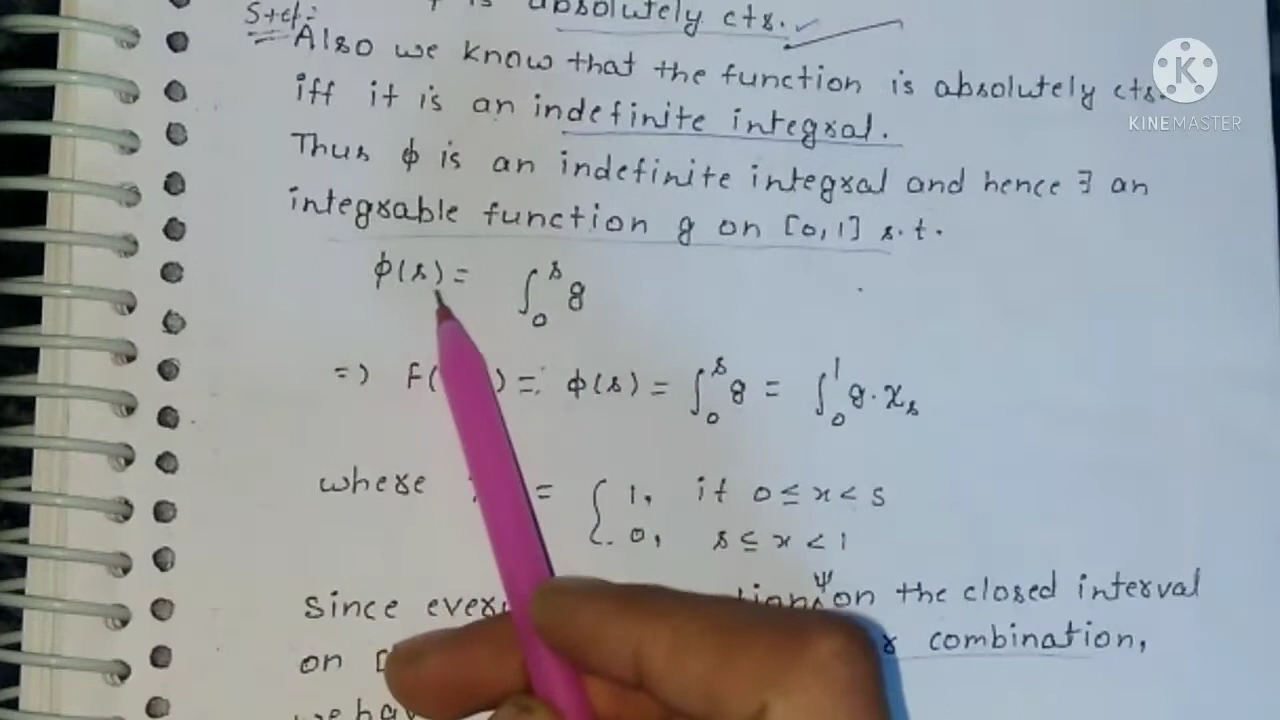 is absolutely cts.
Step:
Also we know that the function is absolutely cts.
iff it is an indefinite integral.
Thus ϕ is an indefinite integral and hence ∃ an
integrable function g on [0,1] s.t.
ϕ(s) = ∫₀ˢ g
=) F( ) = ϕ(s) = ∫₀ˢ g = ∫₀¹ g·χₛ
where = { 1, if 0 ≤ x < s
0, s ≤ x < 1
since every ψ on the closed interval
on combination,
we
KINEMASTER